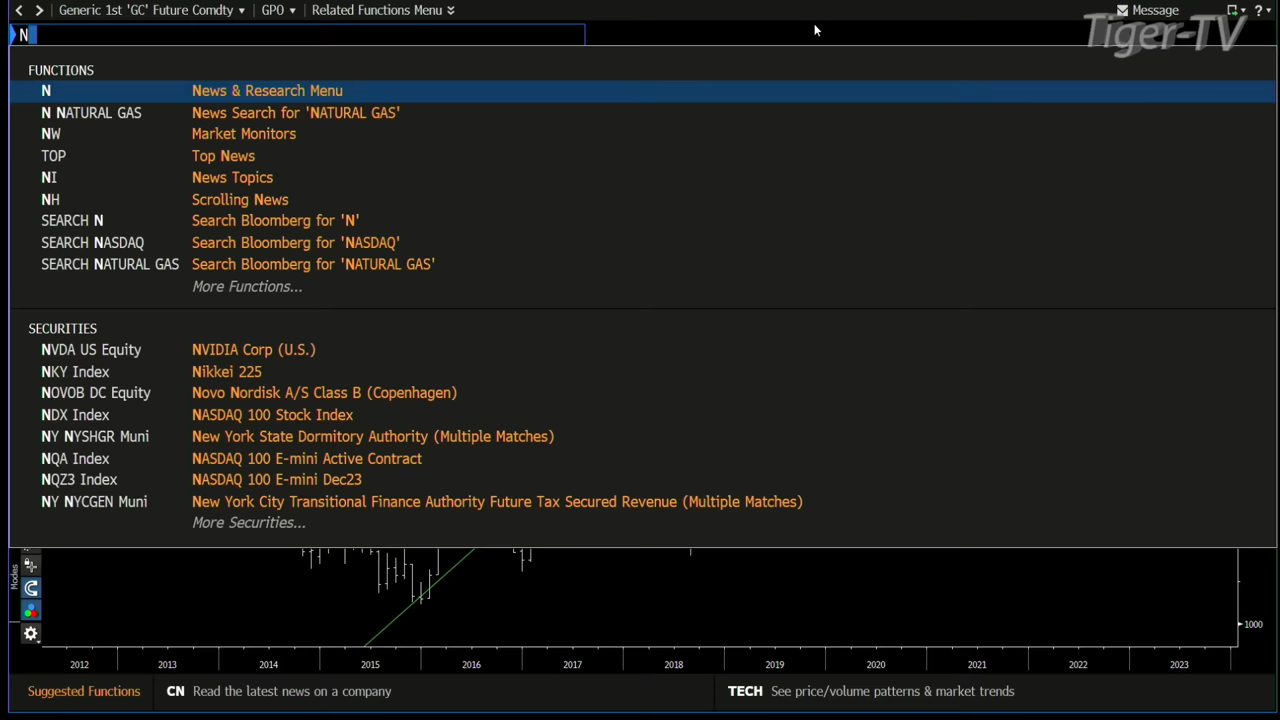 Generic 1st 'GC' Future Comdty GPO Related Functions Menu Message ?
Tiger-TV
N
FUNCTIONS
N News & Research Menu
N NATURAL GAS News Search for 'NATURAL GAS'
NW Market Monitors
TOP Top News
NI News Topics
NH Scrolling News
SEARCH N Search Bloomberg for 'N'
SEARCH NASDAQ Search Bloomberg for 'NASDAQ'
SEARCH NATURAL GAS Search Bloomberg for 'NATURAL GAS'
More Functions...
SECURITIES
NVDA US Equity NVIDIA Corp (U.S.)
NKY Index Nikkei 225
NOVOB DC Equity Novo Nordisk A/S Class B (Copenhagen)
NDX Index NASDAQ 100 Stock Index
NY NYSHGR Muni New York State Dormitory Authority (Multiple Matches)
NQA Index NASDAQ 100 E-mini Active Contract
NQZ3 Index NASDAQ 100 E-mini Dec23
NY NYCGEN Muni New York City Transitional Finance Authority Future Tax Secured Revenue (Multiple Matches)
More Securities...
Modes
1000
2012 2013 2014 2015 2016 2017 2018 2019 2020 2021 2022 2023
Suggested Functions CN Read the latest news on a company TECH See price/volume patterns & market trends